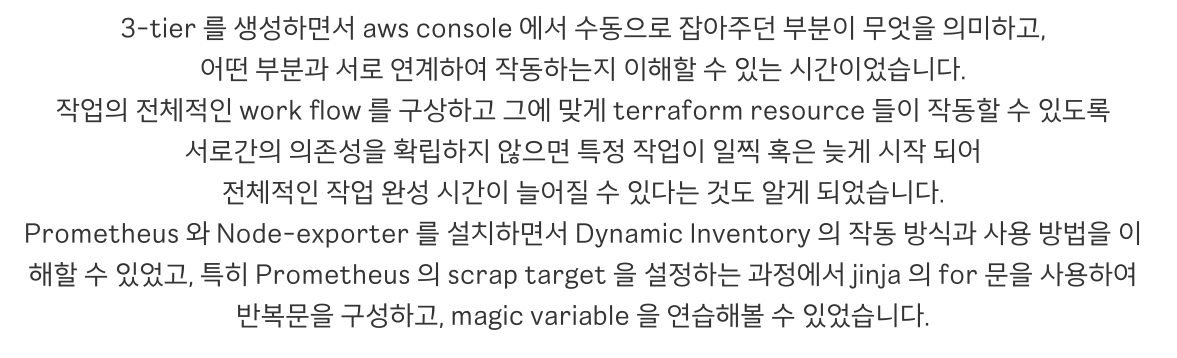 3-tier 를 생성하면서 aws console 에서 수동으로 잡아주던 부분이 무엇을 의미하고,
어떤 부분과 서로 연계하여 작동하는지 이해할 수 있는 시간이었습니다.
작업의 전체적인 work flow 를 구상하고 그에 맞게 terraform resource 들이 작동할 수 있도록
서로간의 의존성을 확립하지 않으면 특정 작업이 일찍 혹은 늦게 시작 되어
전체적인 작업 완성 시간이 늘어질 수 있다는 것도 알게 되었습니다.
Prometheus 와 Node-exporter 를 설치하면서 Dynamic Inventory 의 작동 방식과 사용 방법을 이
해할 수 있었고, 특히 Prometheus 의 scrap target 을 설정하는 과정에서 jinja 의 for 문을 사용하여
반복문을 구성하고, magic variable 을 연습해볼 수 있었습니다.